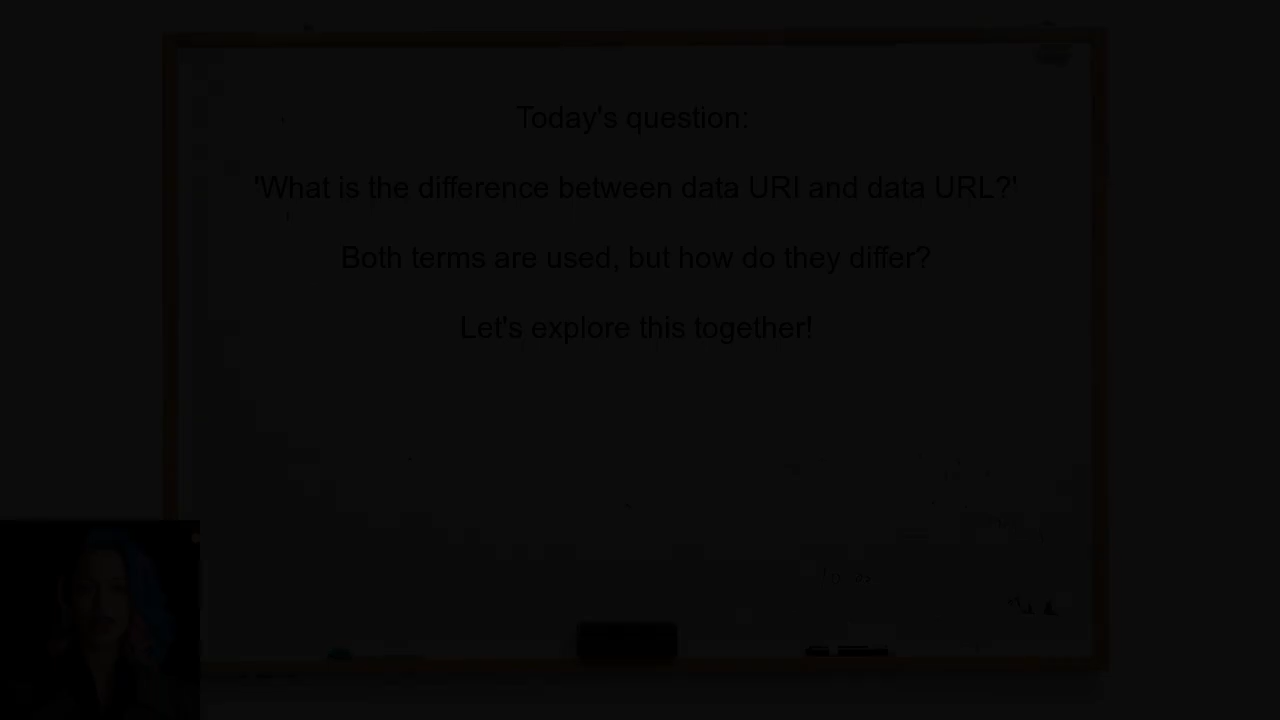 Today's question:
'What is the difference between data URI and data URL?'
Both terms are used, but how do they differ?
Let's explore this together!